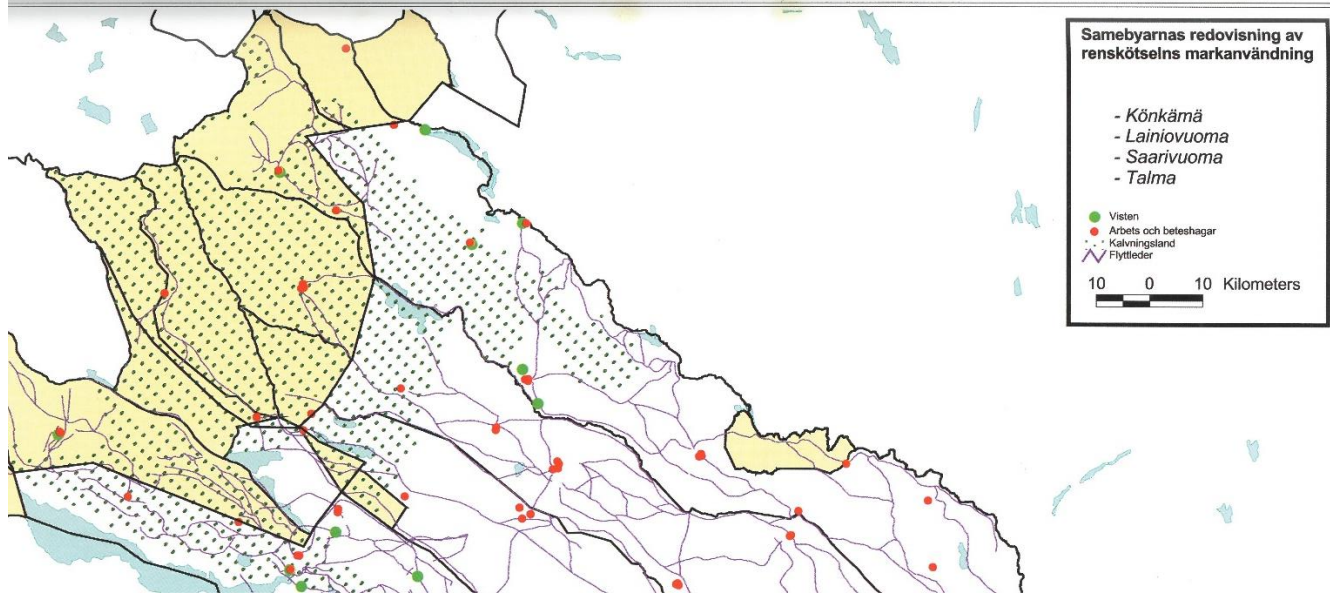 Samebyarnas redovisning av
renskötselns markanvändning
- Könkämä
- Lainiovuoma
- Saarivuoma
- Talma
Visten
Arbets och beteshagar
Kalvningsland
Flyttleder
10 0 10 Kilometers